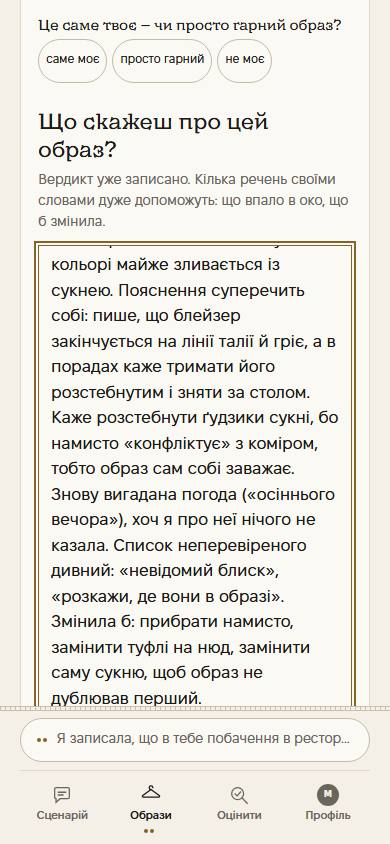 Це саме твоє — чи просто гарний образ?
саме моє
просто гарний
не моє
Що скажеш про цей
образ?
Вердикт уже записано. Кілька речень своїми
словами дуже допоможуть: що впало в око, що
б змінила.
кольорі майже зливається із
сукнею. Пояснення суперечить
собі: пише, що блейзер
закінчується на лінії талії й гріє, а в
порадах каже тримати його
розстебнутим і зняти за столом.
Каже розстебнути ґудзики сукні, бо
намисто «конфліктує» з коміром,
тобто образ сам собі заважає.
Знову вигадана погода («осіннього
вечора»), хоч я про неї нічого не
казала. Список неперевіреного
дивний: «невідомий блиск»,
«розкажи, де вони в образі».
Змінила б: прибрати намисто,
замінити туфлі на нюд, замінити
саму сукню, щоб образ не
дублював перший.
Я записала, що в тебе побачення в рестор...
Сценарій
Образи
Оцінити
М
Профіль